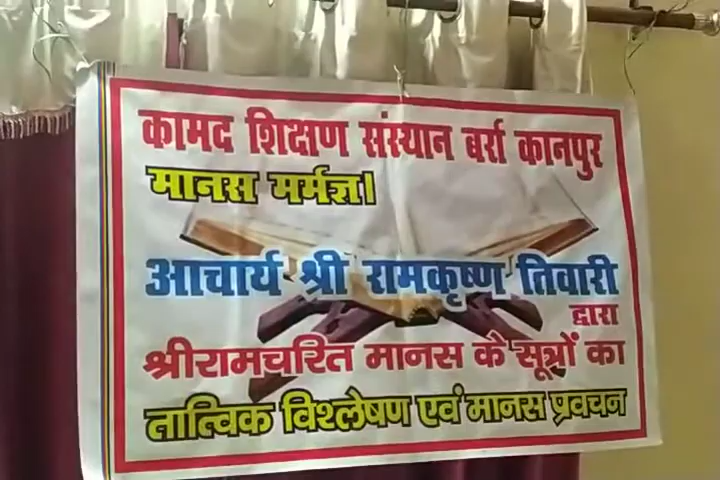 कामद शिक्षण संस्थान बर्रा कानपुर
मानस मर्मज्ञ।
आचार्य श्री रामकृष्ण तिवारी
द्वारा
श्रीरामचरित मानस के सूत्रों का
तात्विक विश्लेषण एवं मानस प्रवचन